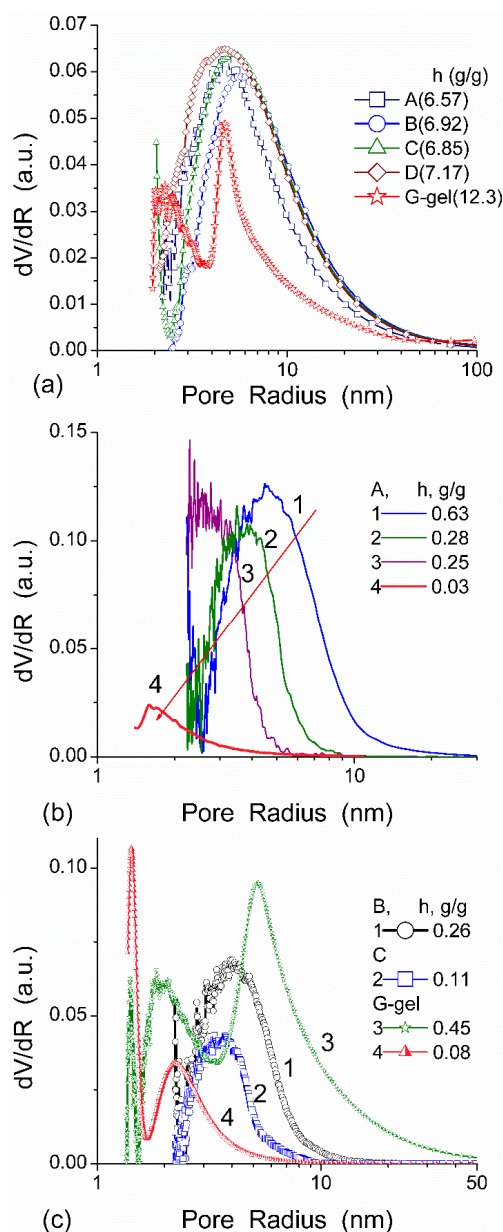 0.07
0.06
0.05
0.04
0.03
0.02
0.01
0.00
dV/dR (a.u.)
h (g/g)
A(6.57)
B(6.92)
C(6.85)
D(7.17)
G-gel(12.3)
1 10 100
(a) Pore Radius (nm)
0.15
0.10
0.05
0.00
dV/dR (a.u.)
A, h, g/g
1 0.63
2 0.28
3 0.25
4 0.03
1
2
3
4
1 10
(b) Pore Radius (nm)
0.10
0.05
0.00
dV/dR (a.u.)
B, h, g/g
1 0.26
C
2 0.11
G-gel
3 0.45
4 0.08
3
1
2
4
1 10 50
(c) Pore Radius (nm)